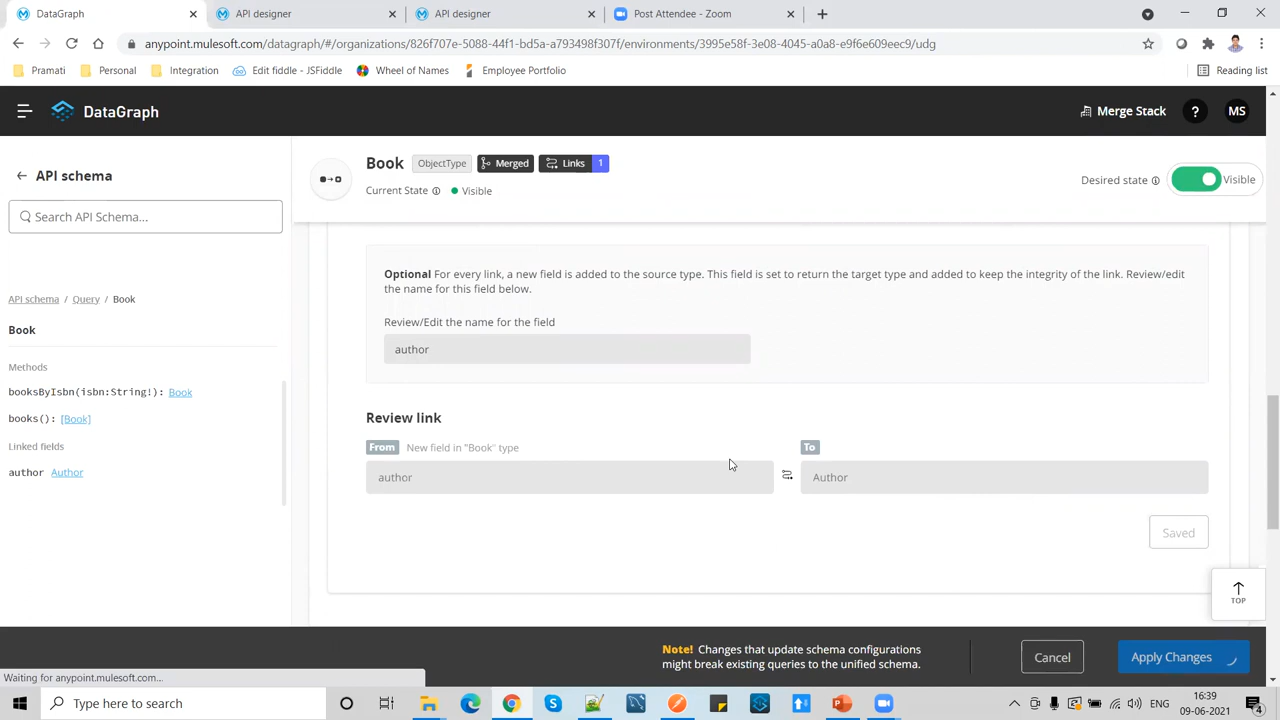 DataGraph
API designer
API designer
Post Attendee - Zoom
anypoint.mulesoft.com/datagraph/#/organizations/826f707e-5088-44f1-bd5a-a793498f307f/environments/3995e58f-3e08-4045-a0a8-e9f6e609eec9/udg
Pramati
Personal
Integration
Edit fiddle - JSFiddle
Wheel of Names
Employee Portfolio
Reading list
DataGraph
Merge Stack
?
MS
API schema
Search API Schema...
API schema / Query / Book
Book
Methods
booksByIsbn(isbn:String!): Book
books(): [Book]
Linked fields
author Author
Book ObjectType Merged Links 1
Current State Visible
Desired state Visible
Optional For every link, a new field is added to the source type. This field is set to return the target type and added to keep the integrity of the link. Review/edit
the name for this field below.
Review/Edit the name for the field
author
Review link
From New field in "Book" type
To
author
Author
Saved
TOP
Note! Changes that update schema configurations
might break existing queries to the unified schema.
Cancel
Apply Changes
Waiting for anypoint.mulesoft.com...
Type here to search
ENG
16:39
09-06-2021
4